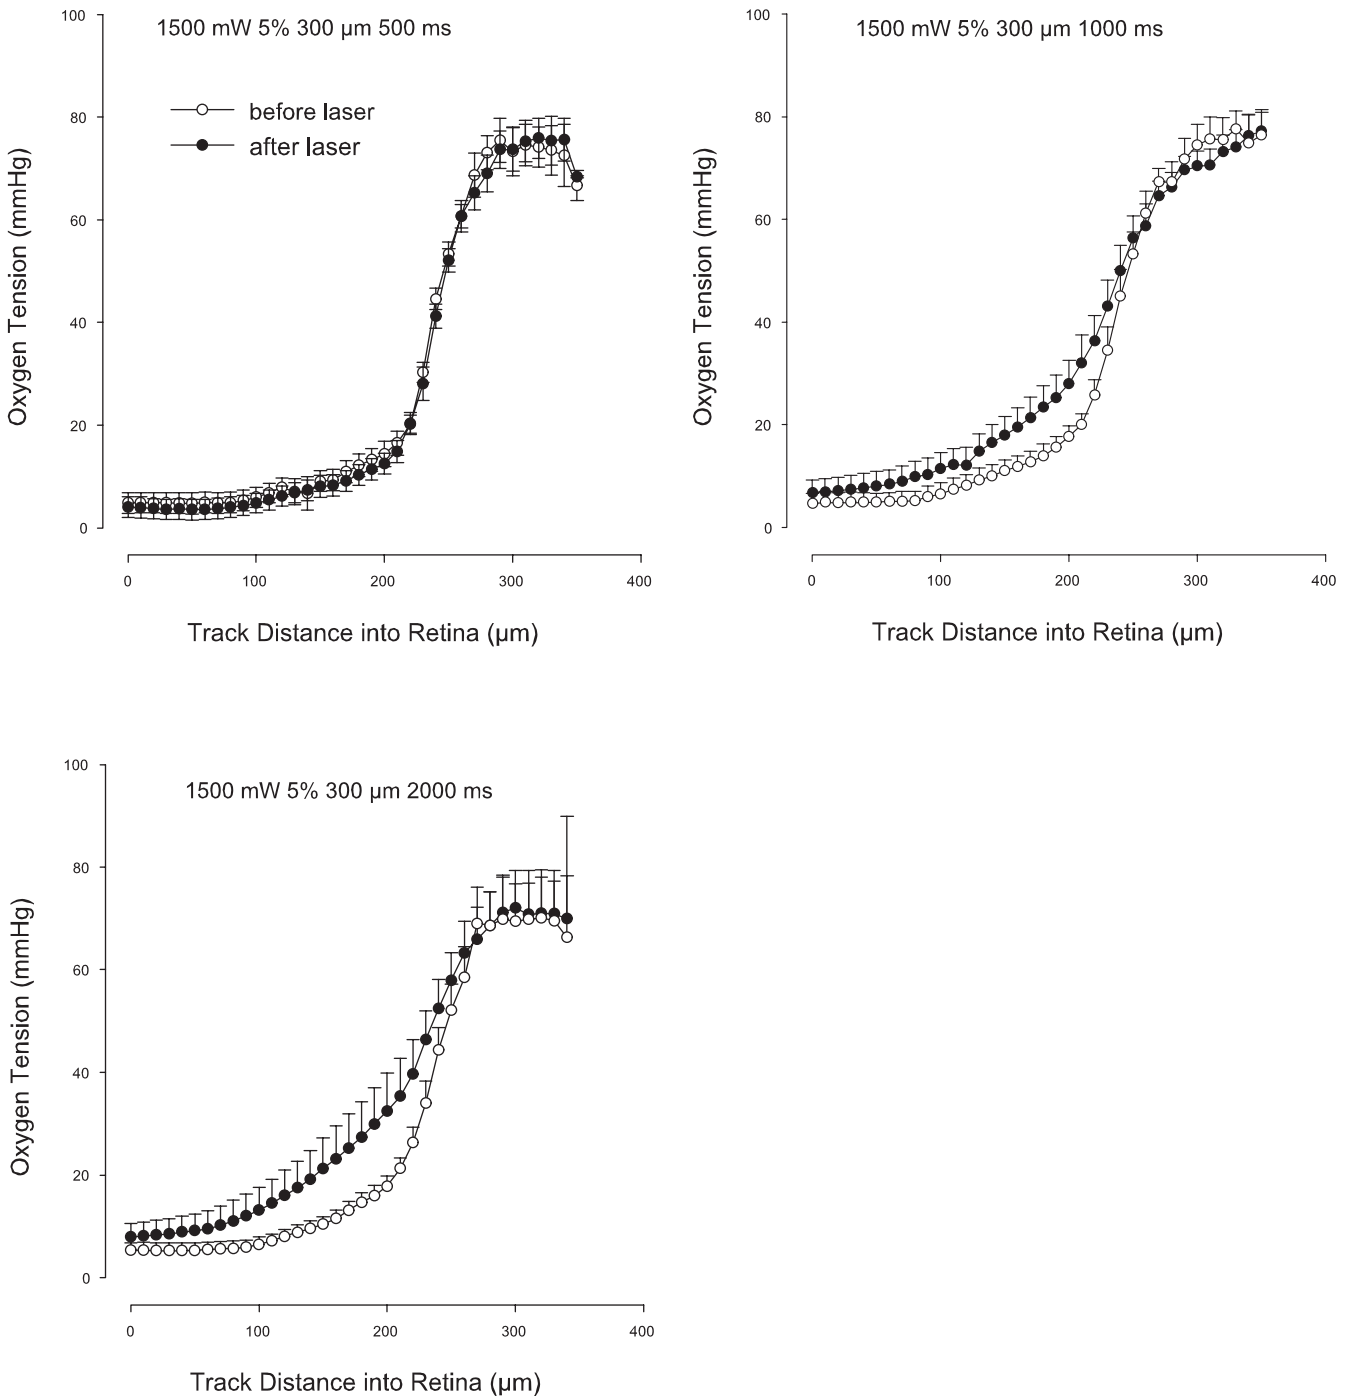 1500 mW 5% 300 µm 500 ms
before laser
after laser
100
80
60
40
20
0
Oxygen Tension (mmHg)
0 100 200 300 400
Track Distance into Retina (µm)
1500 mW 5% 300 µm 1000 ms
100
80
60
40
20
0
Oxygen Tension (mmHg)
0 100 200 300 400
Track Distance into Retina (µm)
1500 mW 5% 300 µm 2000 ms
100
80
60
40
20
0
Oxygen Tension (mmHg)
0 100 200 300 400
Track Distance into Retina (µm)